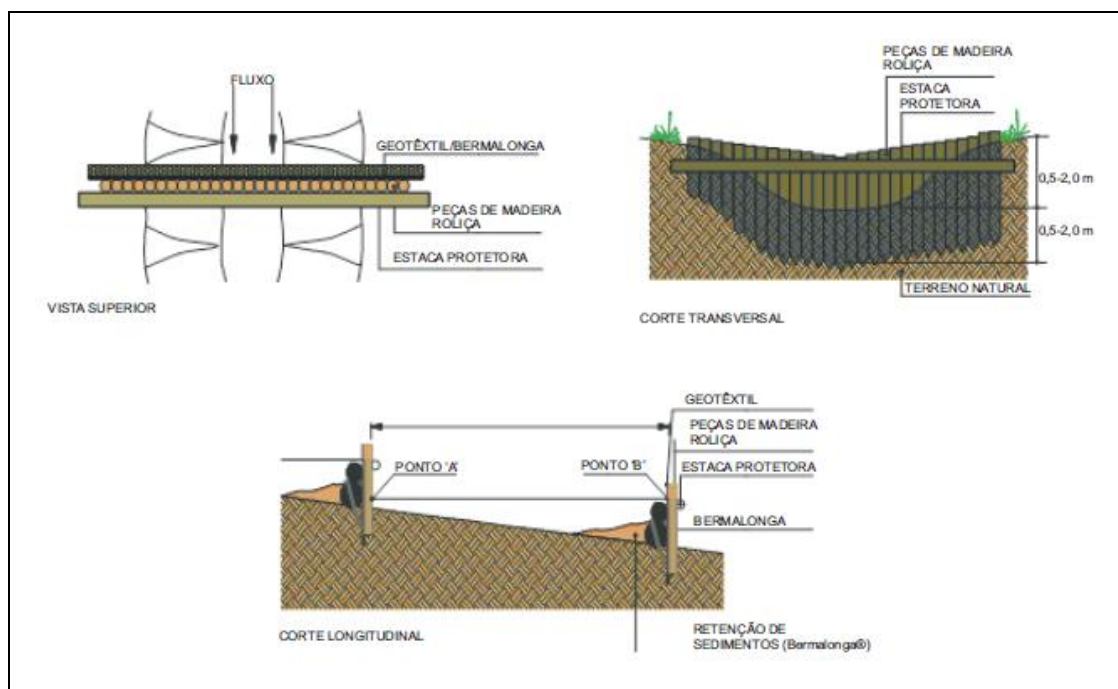 FLUXO
GEOTÊXTIL/BERMALONGA
PEÇAS DE MADEIRA
ROLIÇA
ESTACA PROTETORA
VISTA SUPERIOR
PEÇAS DE MADEIRA
ROLIÇA
ESTACA
PROTETORA
0,5-2,0 m
0,5-2,0 m
TERRENO NATURAL
CORTE TRANSVERSAL
GEOTÊXTIL
PEÇAS DE MADEIRA
ROLIÇA
PONTO 'A'
PONTO 'B'
ESTACA PROTETORA
BERMALONGA
CORTE LONGITUDINAL
RETENÇÃO DE
SEDIMENTOS (Bermalonga®)